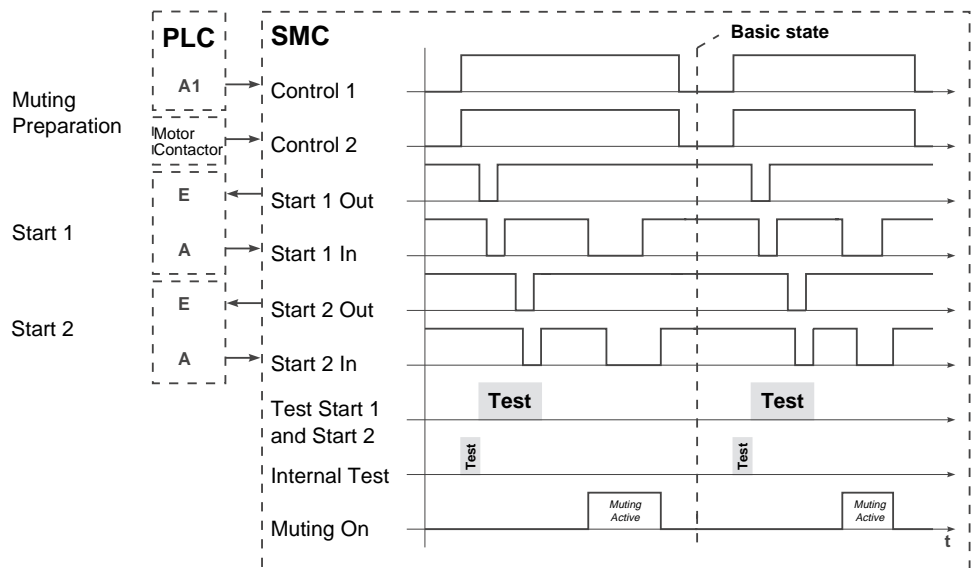 PLC
SMC
Basic state
Muting
Preparation
A1
Control 1
Motor
Contactor
Control 2
Start 1
E
Start 1 Out
A
Start 1 In
Start 2
E
Start 2 Out
A
Start 2 In
Test Start 1
and Start 2
Test
Test
Internal Test
Test
Test
Muting On
Muting
Active
Muting
Active
t